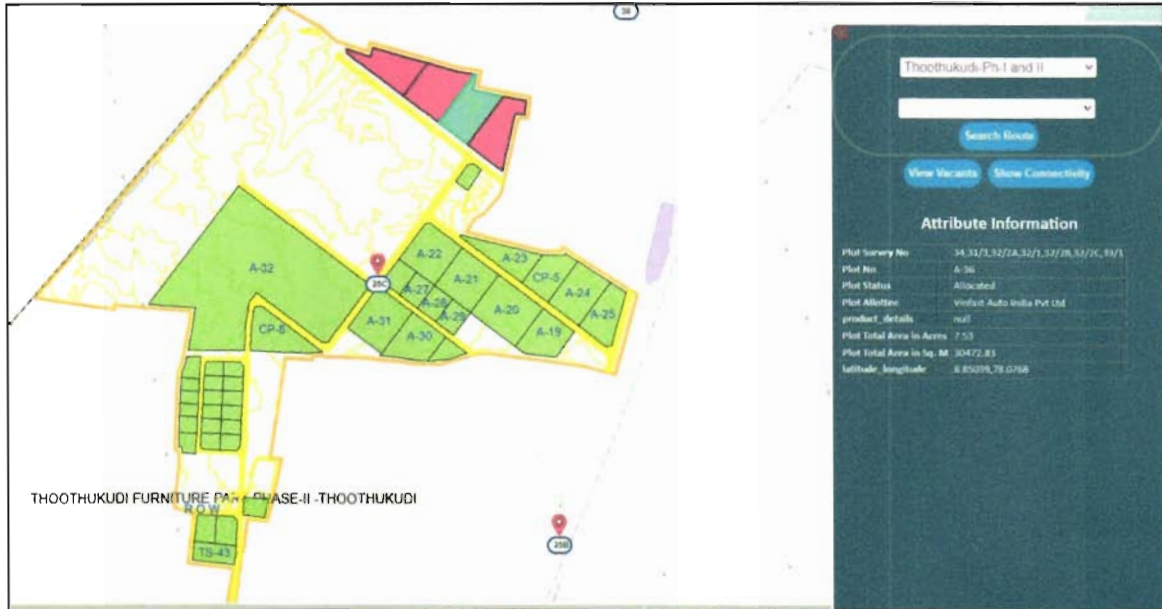 38
Thoothukudi-Ph-I and II
Search Route
View Vacants Show Connectivity
Attribute Information
Plot Survey No
Plot No. A-36
Plot Status Allocated
Plot Allottee Vinfast Auto India Pvt Ltd
product_details null
Plot Total Area in Acres 7.53
Plot Total Area in Sq. M 30472.83
latitude_longitude
A-22
A-23
A-32
CP-5
A-21
25C
A-27
A-24
A-28
A-20
A-25
A-29
A-31
CP-8
A-30
A-19
THOOTHUKUDI FURNITURE PHASE-II -THOOTHUKUDI
R O W
TS-43
25B